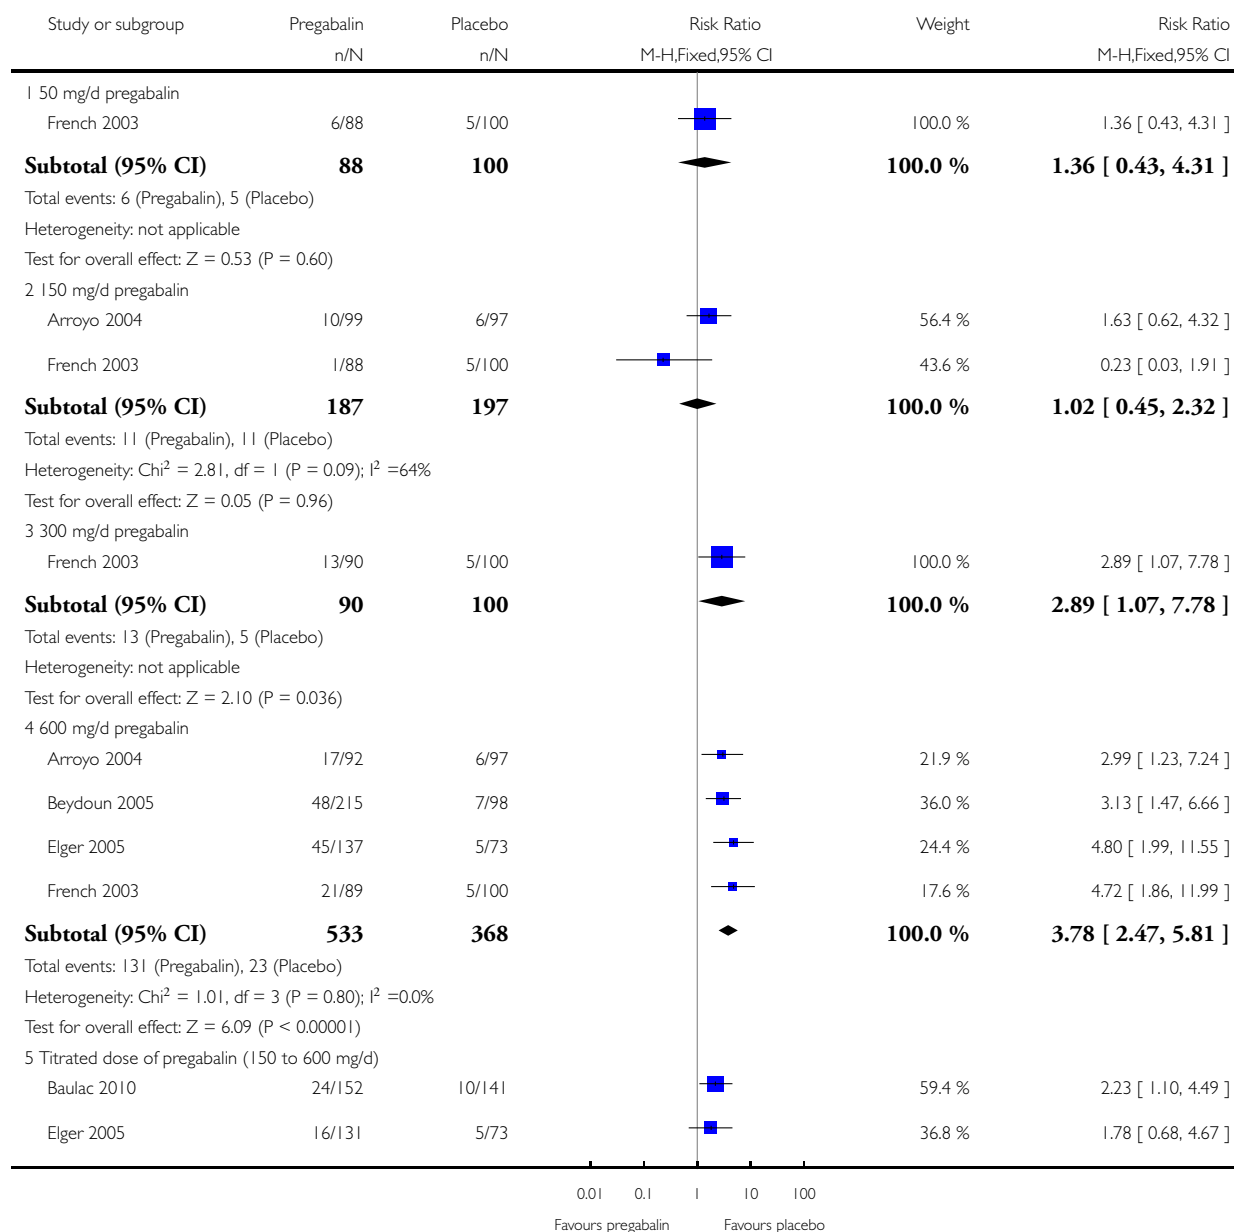 Study or subgroup Pregabalin Placebo Risk Ratio Weight Risk Ratio
n/N n/N M-H,Fixed,95% CI M-H,Fixed,95% CI
1 50 mg/d pregabalin
French 2003 6/88 5/100 100.0 % 1.36 [ 0.43, 4.31 ]
Subtotal (95% CI) 88 100 100.0 % 1.36 [ 0.43, 4.31 ]
Total events: 6 (Pregabalin), 5 (Placebo)
Heterogeneity: not applicable
Test for overall effect: Z = 0.53 (P = 0.60)
2 150 mg/d pregabalin
Arroyo 2004 10/99 6/97 56.4 % 1.63 [ 0.62, 4.32 ]
French 2003 1/88 5/100 43.6 % 0.23 [ 0.03, 1.91 ]
Subtotal (95% CI) 187 197 100.0 % 1.02 [ 0.45, 2.32 ]
Total events: 11 (Pregabalin), 11 (Placebo)
Heterogeneity: Chi² = 2.81, df = 1 (P = 0.09); I² =64%
Test for overall effect: Z = 0.05 (P = 0.96)
3 300 mg/d pregabalin
French 2003 13/90 5/100 100.0 % 2.89 [ 1.07, 7.78 ]
Subtotal (95% CI) 90 100 100.0 % 2.89 [ 1.07, 7.78 ]
Total events: 13 (Pregabalin), 5 (Placebo)
Heterogeneity: not applicable
Test for overall effect: Z = 2.10 (P = 0.036)
4 600 mg/d pregabalin
Arroyo 2004 17/92 6/97 21.9 % 2.99 [ 1.23, 7.24 ]
Beydoun 2005 48/215 7/98 36.0 % 3.13 [ 1.47, 6.66 ]
Elger 2005 45/137 5/73 24.4 % 4.80 [ 1.99, 11.55 ]
French 2003 21/89 5/100 17.6 % 4.72 [ 1.86, 11.99 ]
Subtotal (95% CI) 533 368 100.0 % 3.78 [ 2.47, 5.81 ]
Total events: 131 (Pregabalin), 23 (Placebo)
Heterogeneity: Chi² = 1.01, df = 3 (P = 0.80); I² =0.0%
Test for overall effect: Z = 6.09 (P < 0.00001)
5 Titrated dose of pregabalin (150 to 600 mg/d)
Baulac 2010 24/152 10/141 59.4 % 2.23 [ 1.10, 4.49 ]
Elger 2005 16/131 5/73 36.8 % 1.78 [ 0.68, 4.67 ]
0.01 0.1 1 10 100
Favours pregabalin Favours placebo